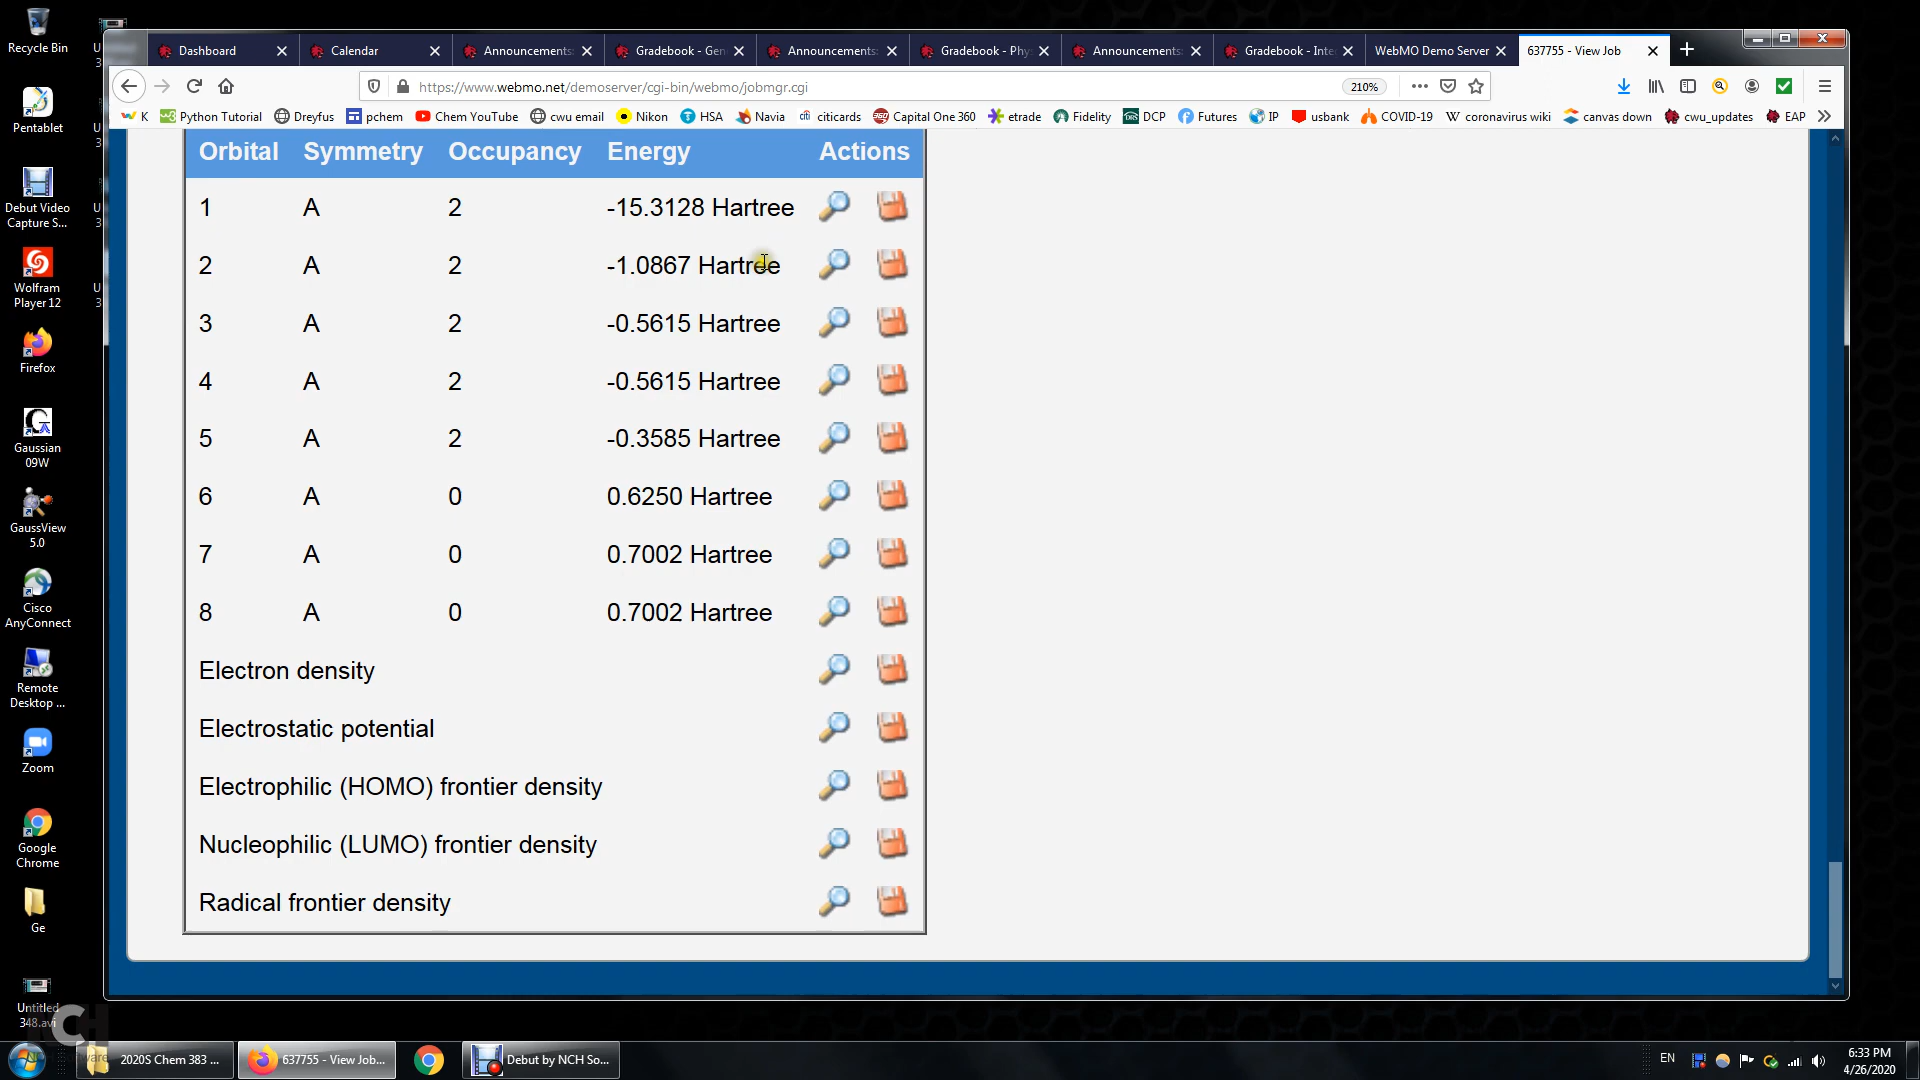 Recycle Bin
Pentablet
Debut Video
Capture S...
Wolfram
Player 12
Firefox
Gaussian
09W
GaussView
5.0
Cisco
AnyConnect
Remote
Desktop ...
Zoom
Google
Chrome
Ge
Untitled
348.avi
U
3
U
3
U
3
Dashboard
Calendar
Announcements:
Gradebook - Gen
Announcements:
Gradebook - Phys
Announcements:
Gradebook - Inte
WebMO Demo Server
637755 - View Job
https://www.webmo.net/demoserver/cgi-bin/webmo/jobmgr.cgi
210%
K
Python Tutorial
Dreyfus
pchem
Chem YouTube
cwu email
Nikon
HSA
Navia
citi
citicards
Capital One 360
etrade
Fidelity
DRS
DCP
Futures
IP
usbank
COVID-19
W
coronavirus wiki
canvas down
cwu_updates
EAP
Orbital Symmetry Occupancy Energy Actions
1 A 2 -15.3128 Hartree
2 A 2 -1.0867 Hartree
3 A 2 -0.5615 Hartree
4 A 2 -0.5615 Hartree
5 A 2 -0.3585 Hartree
6 A 0 0.6250 Hartree
7 A 0 0.7002 Hartree
8 A 0 0.7002 Hartree
Electron density
Electrostatic potential
Electrophilic (HOMO) frontier density
Nucleophilic (LUMO) frontier density
Radical frontier density
2020S Chem 383 ...
637755 - View Job...
Debut by NCH So...
EN
6:33 PM
4/26/2020